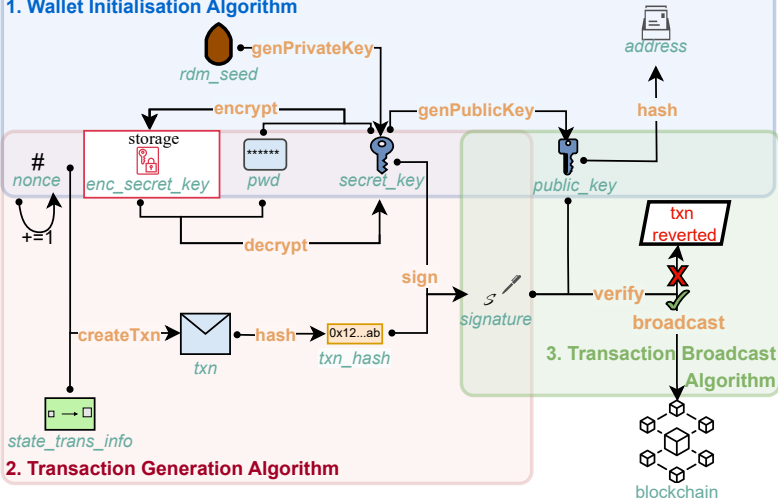 1. Wallet Initialisation Algorithm
rdm_seed
genPrivateKey
address
encrypt
genPublicKey
hash
storage
#
nonce
enc_secret_key
******
pwd
secret_key
public_key
+=1
decrypt
txn
reverted
sign
signature
verify
X
broadcast
createTxn
txn
hash
0x12...ab
txn_hash
3. Transaction Broadcast
Algorithm
state_trans_info
2. Transaction Generation Algorithm
blockchain